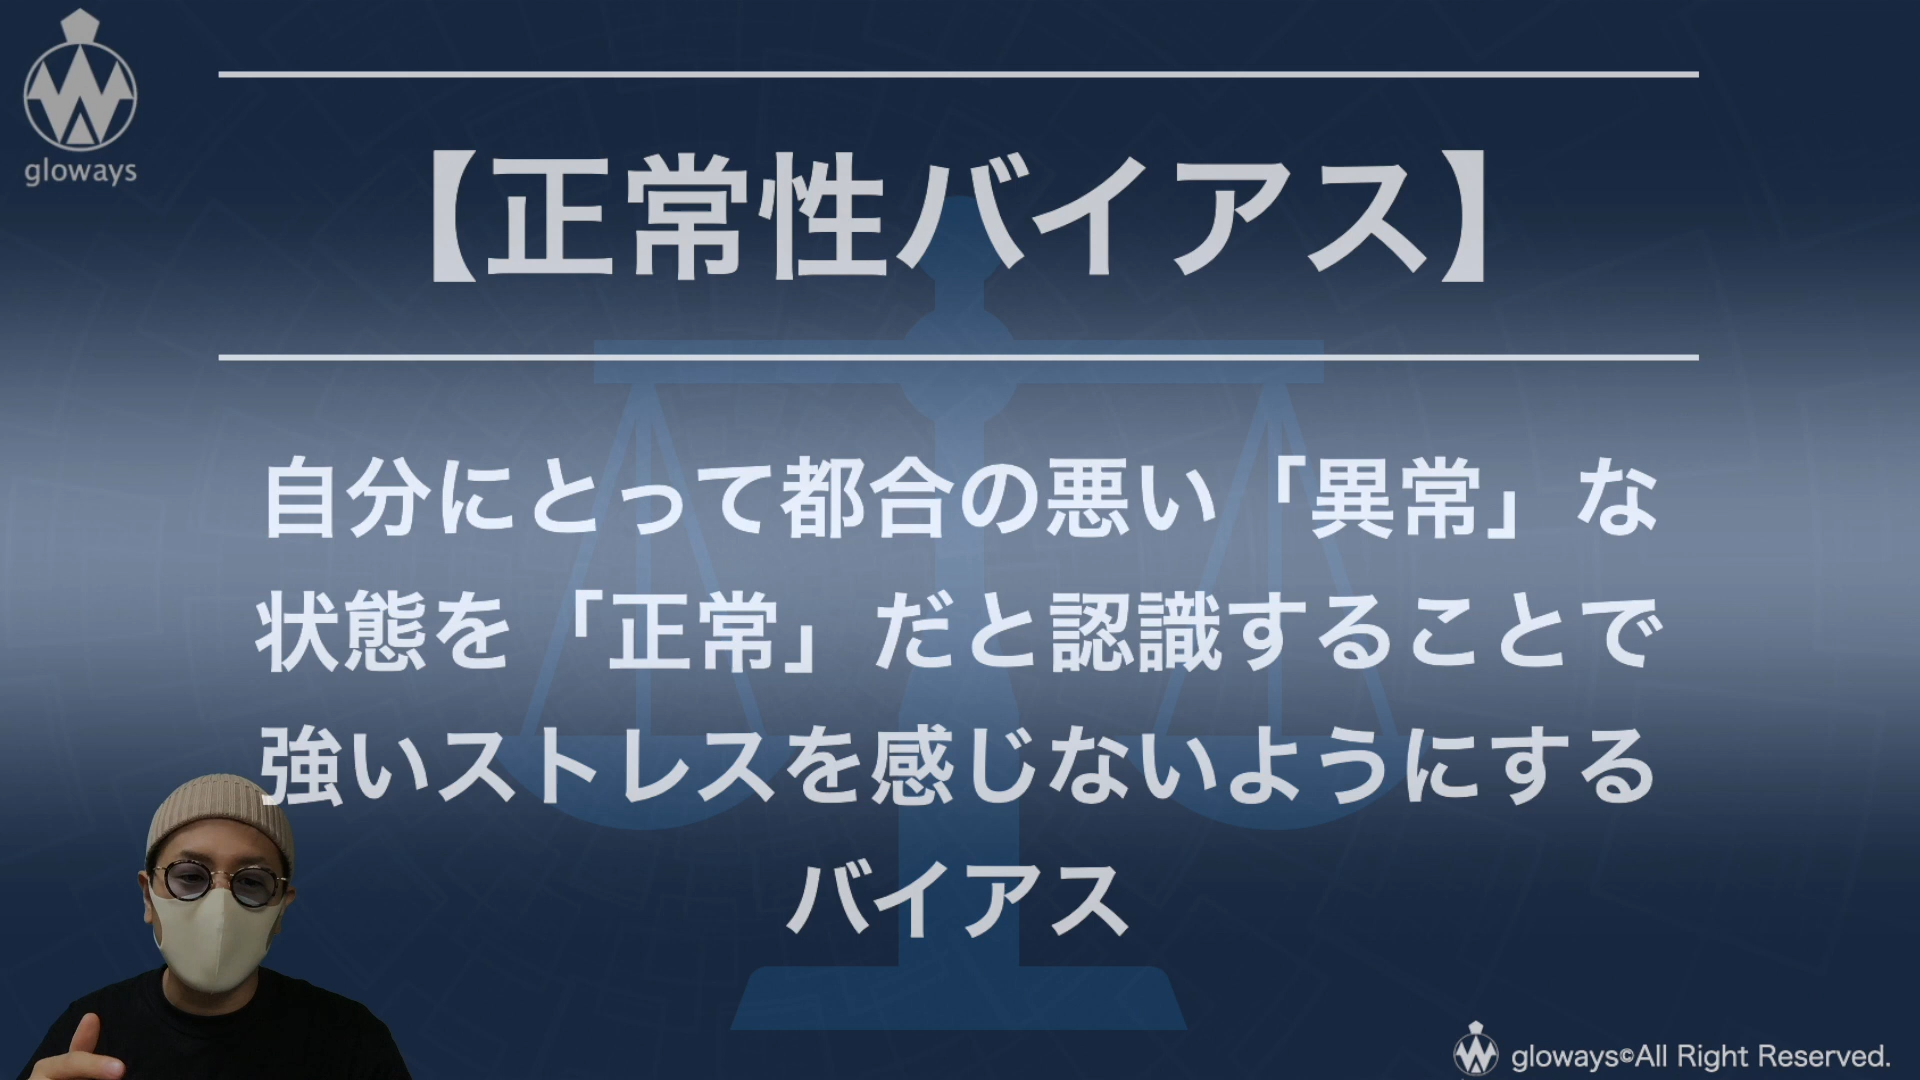 gloways
【正常性バイアス】
自分にとって都合の悪い「異常」な
状態を「正常」だと認識することで
強いストレスを感じないようにする
バイアス
gloways©All Right Reserved.